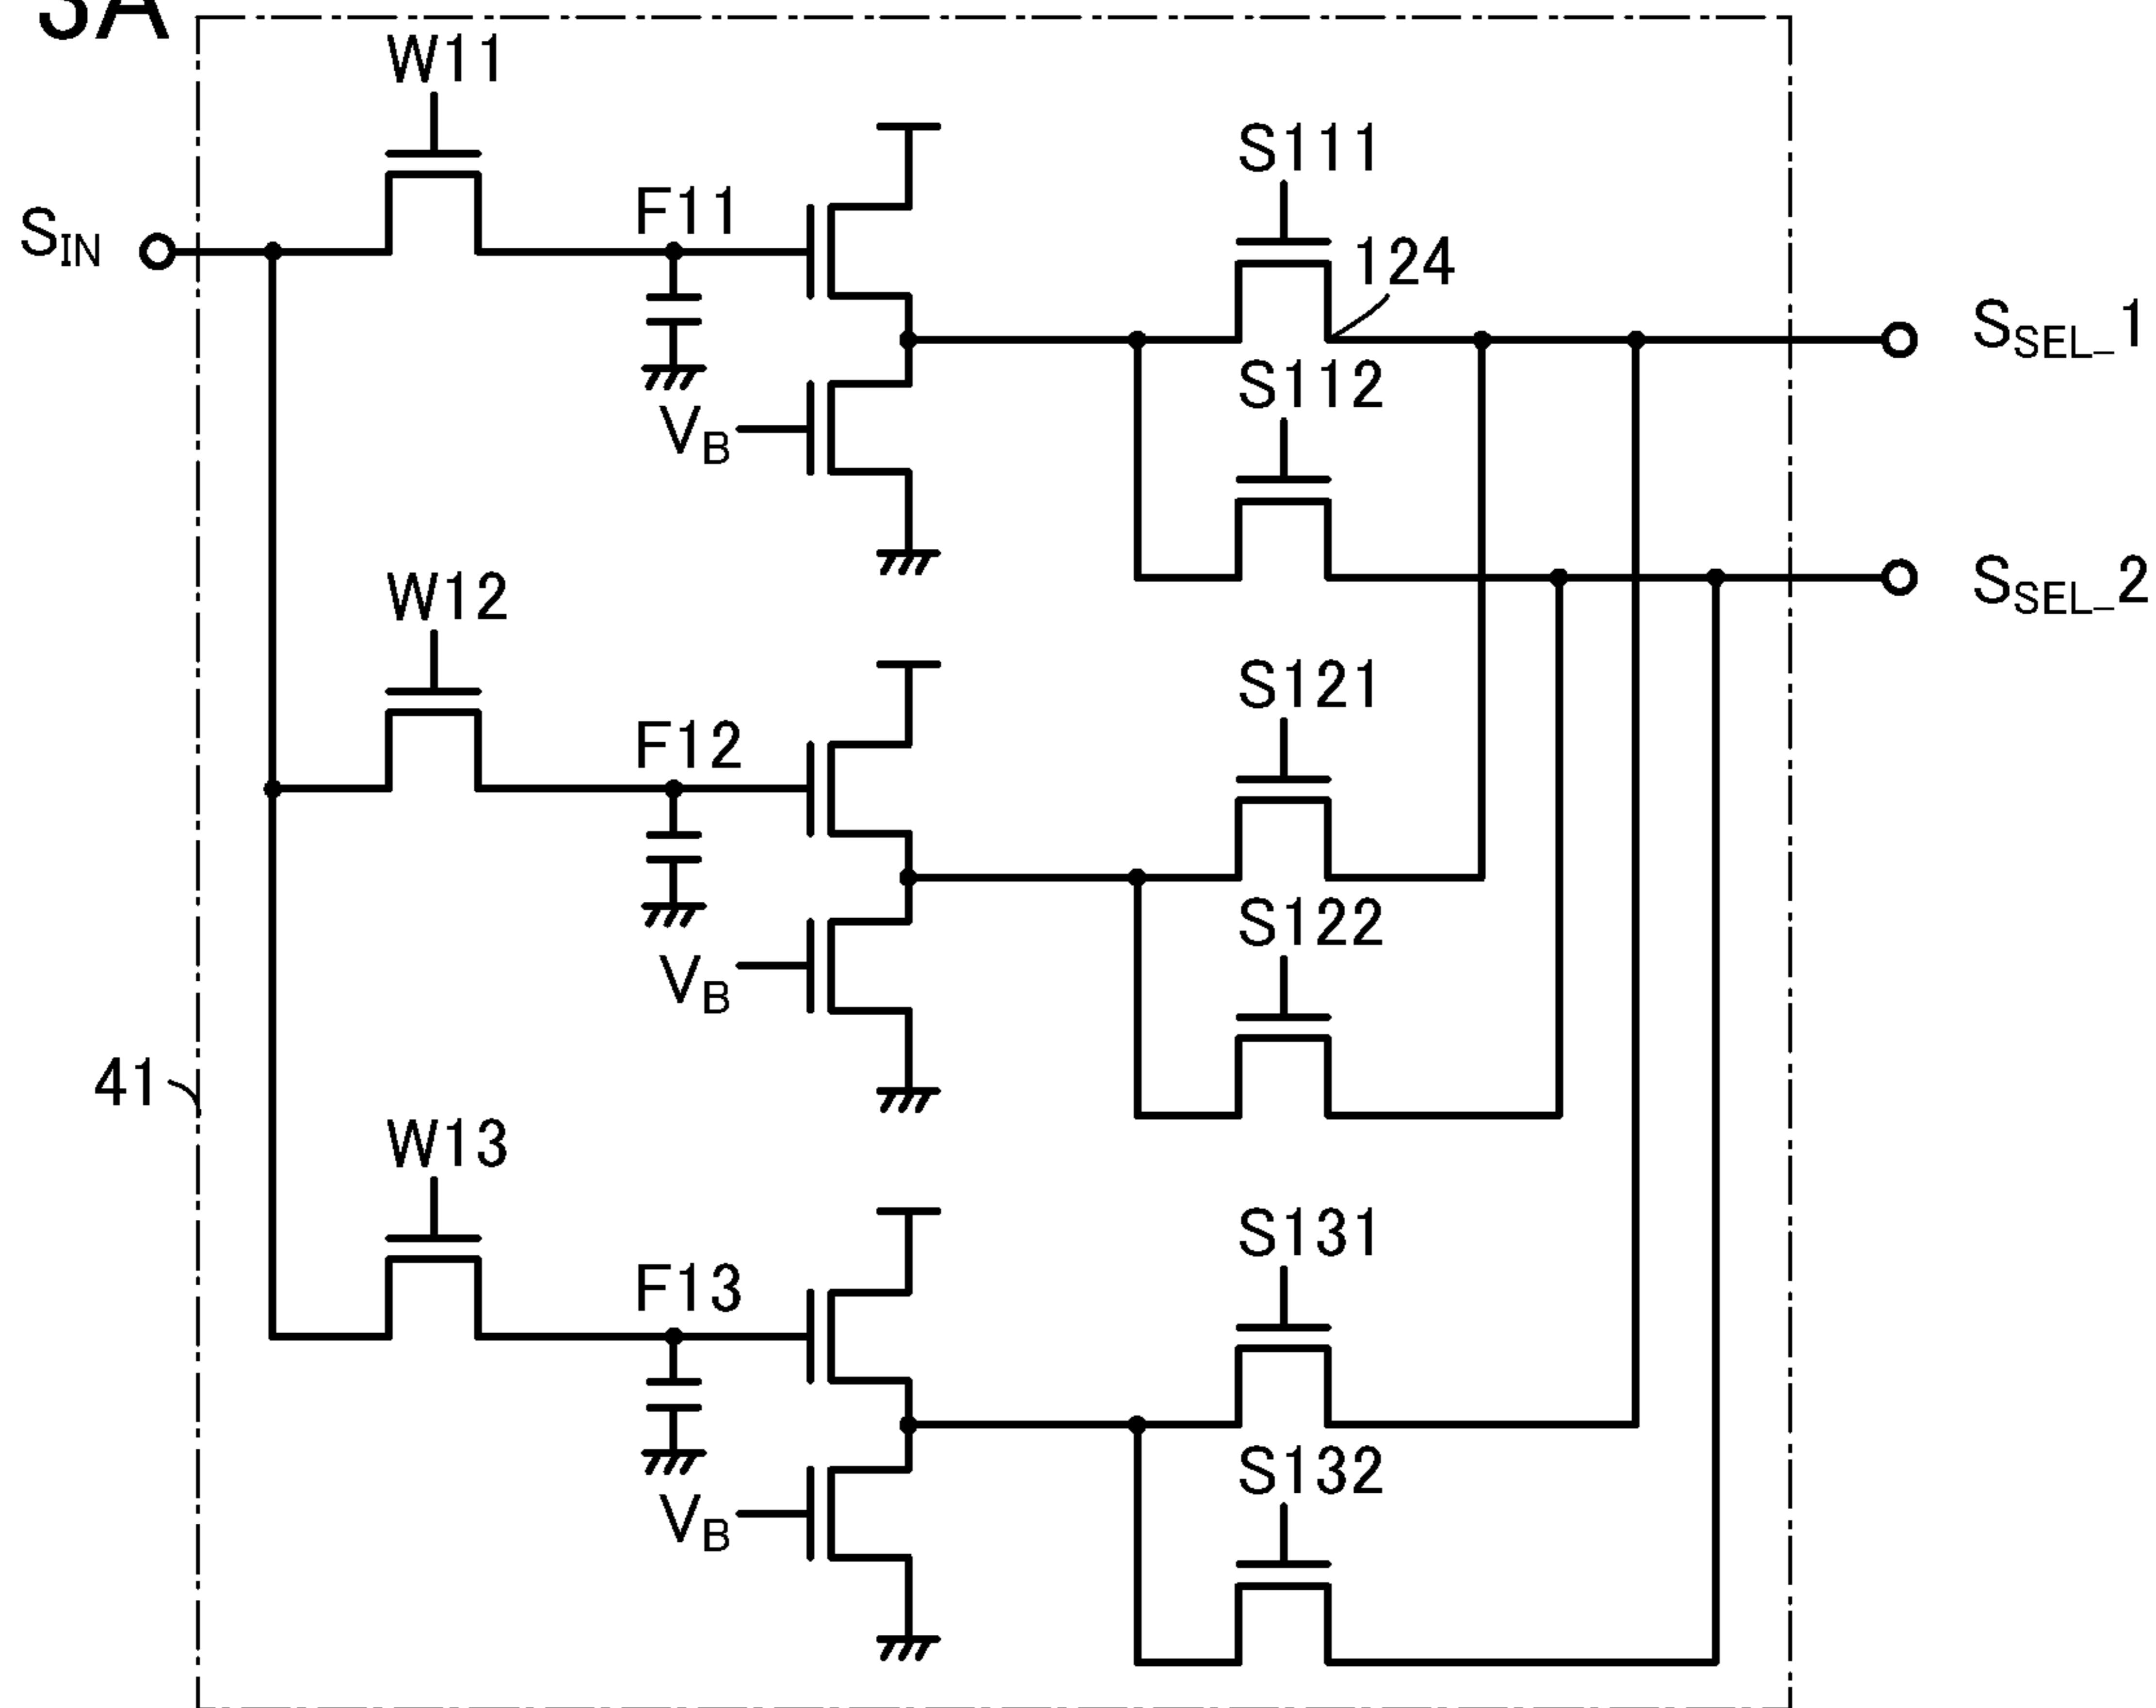 3A
W11
S111
F11
S_IN
124
S_SEL_1
S112
V_B
W12
S_SEL_2
S121
F12
S122
V_B
41
W13
S131
F13
S132
V_B